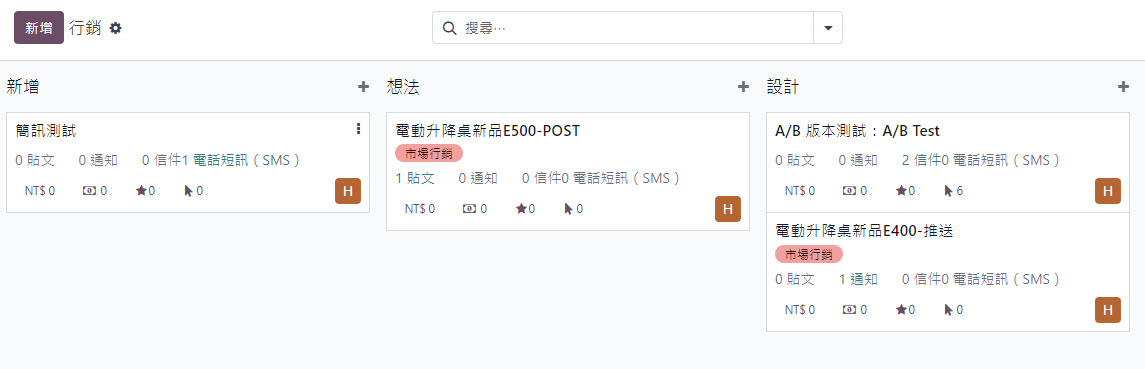 新增 行銷
搜尋...
新增
簡訊測試
0 貼文 0 通知 0 信件1 電話短訊（SMS）
NT$ 0 0 0 0
H
想法
電動升降桌新品E500-POST
市場行銷
1 貼文 0 通知 0 信件0 電話短訊（SMS）
NT$ 0 0 0 0
H
設計
A/B 版本測試：A/B Test
0 貼文 0 通知 2 信件0 電話短訊（SMS）
NT$ 0 0 0 6
H
電動升降桌新品E400-推送
市場行銷
0 貼文 1 通知 0 信件0 電話短訊（SMS）
NT$ 0 0 0 0
H